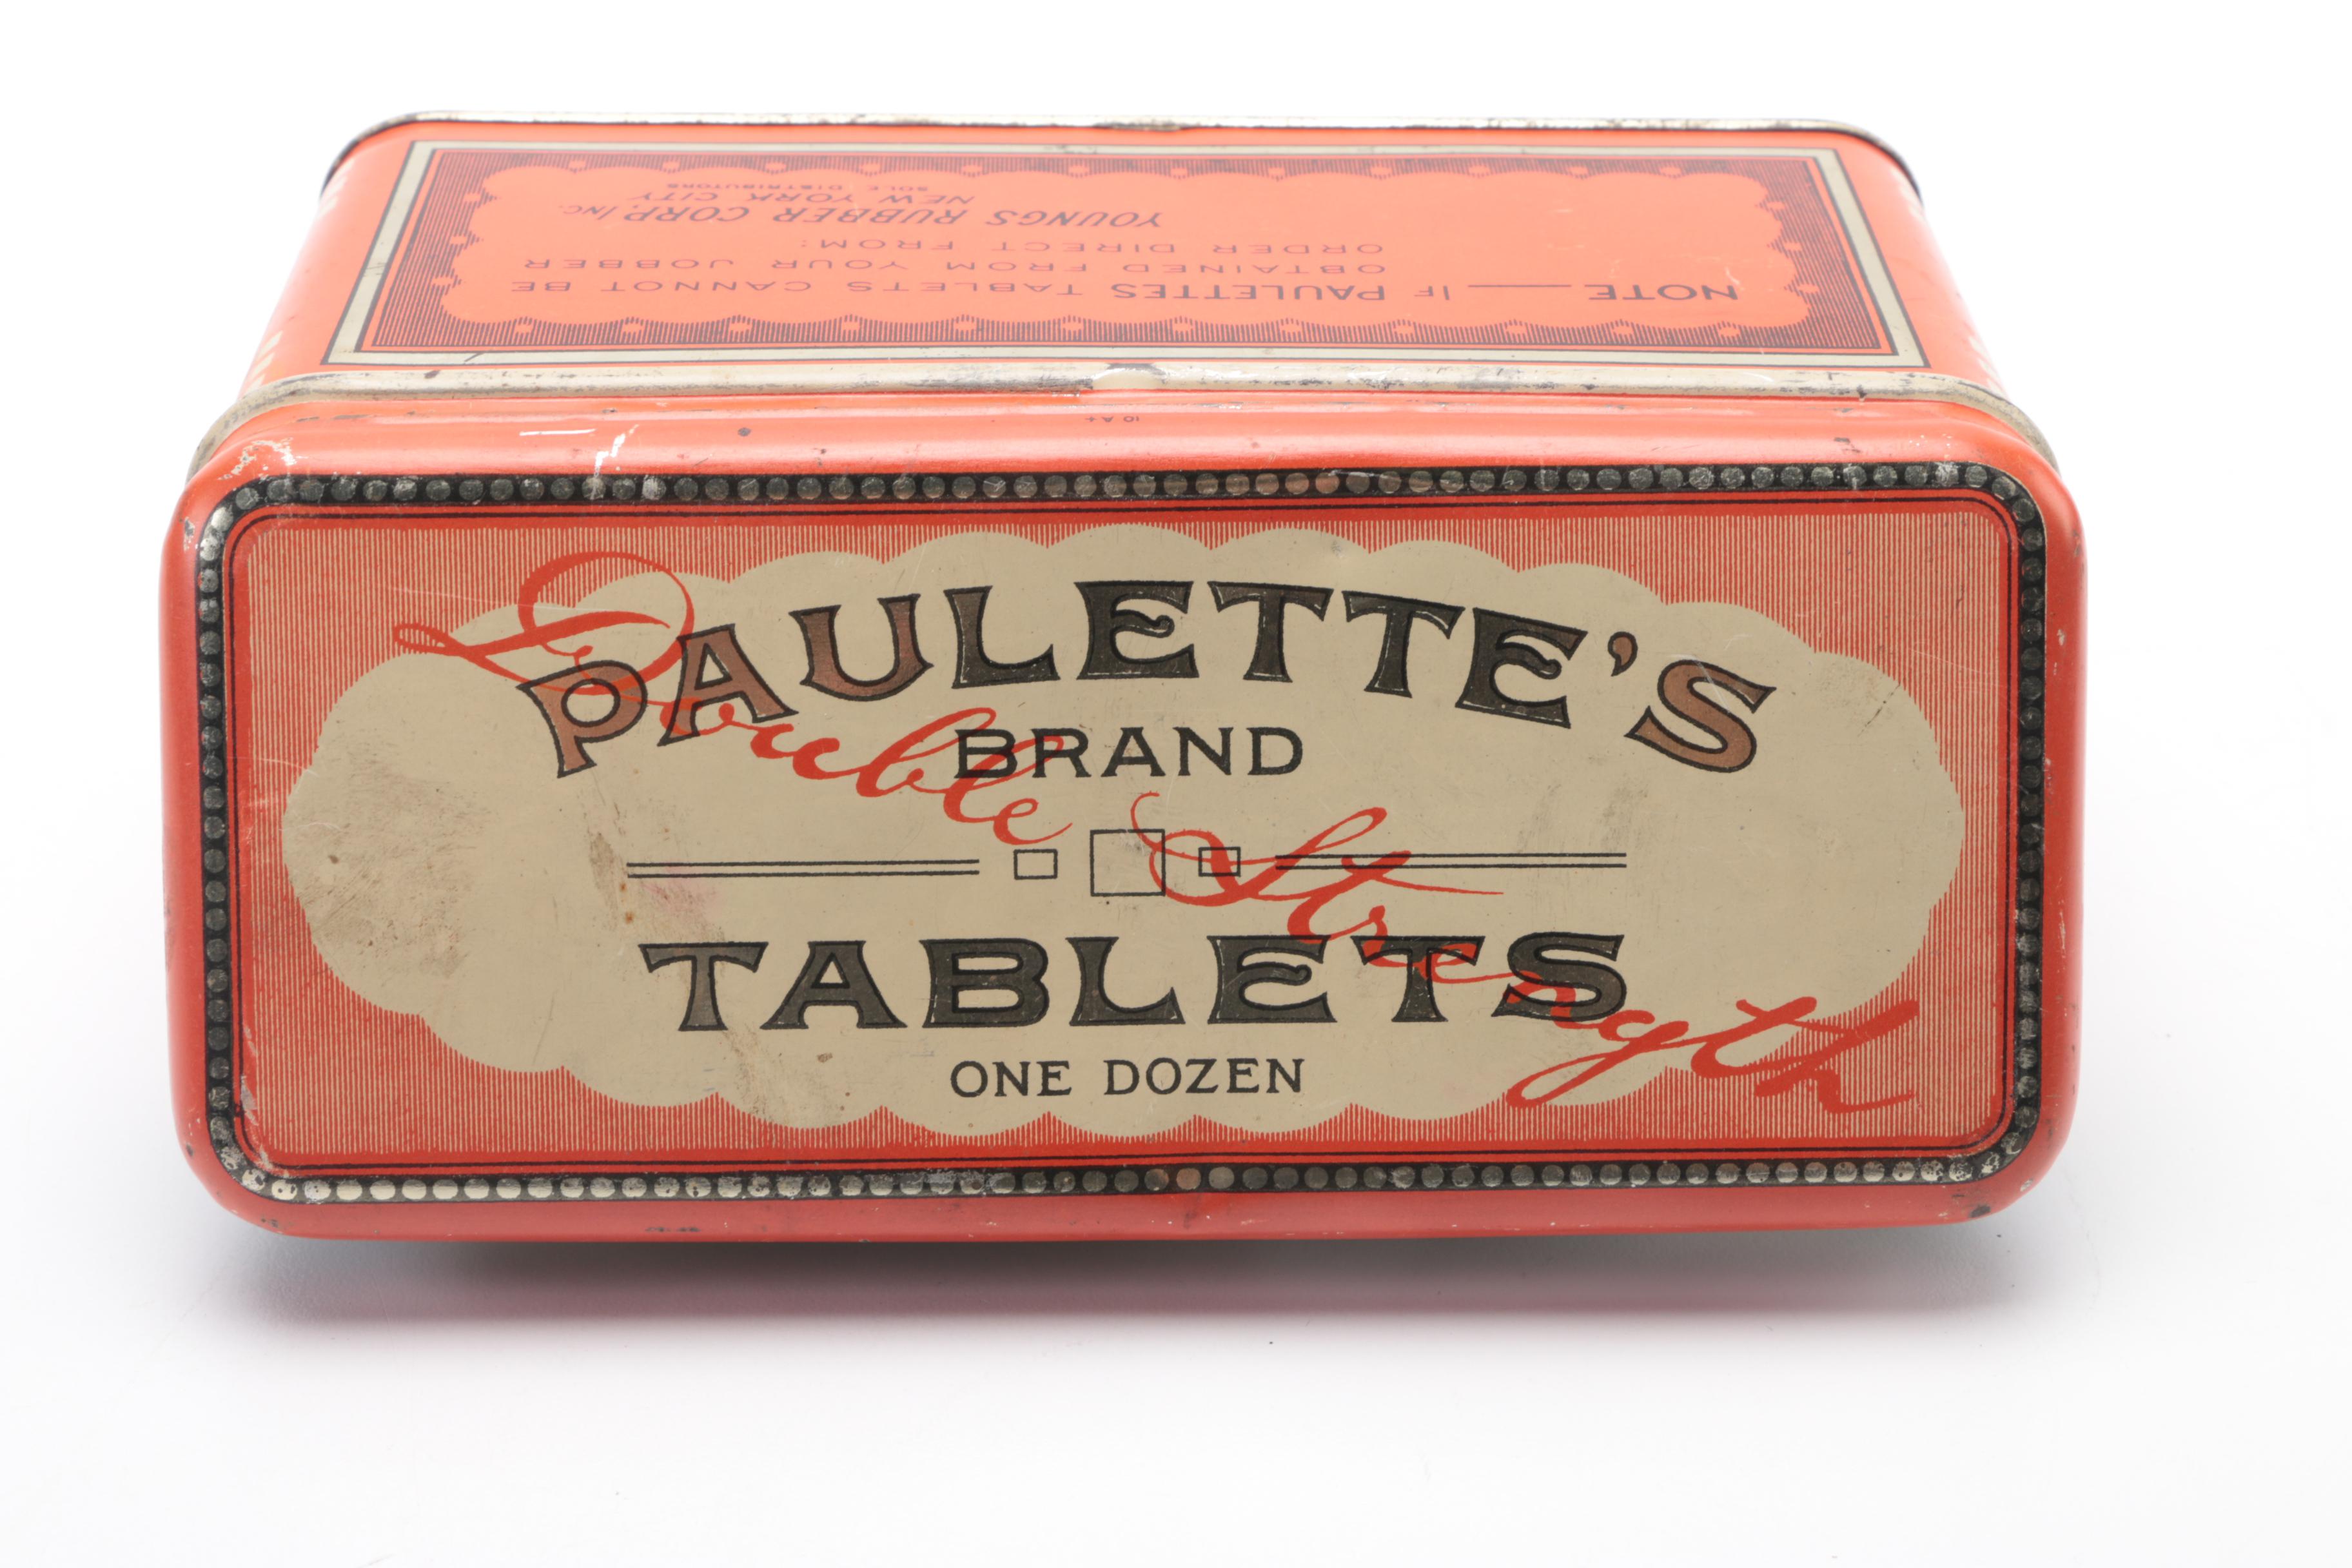 PAULETTE'S
BRAND
TABLETS
ONE DOZEN
Double Strength
NOTE — IF PAULETTES TABLETS CANNOT BE
OBTAINED FROM YOUR JOBBER
ORDER DIRECT FROM:
YOUNGS RUBBER CORP., INC.
NEW YORK CITY
SOLE DISTRIBUTORS